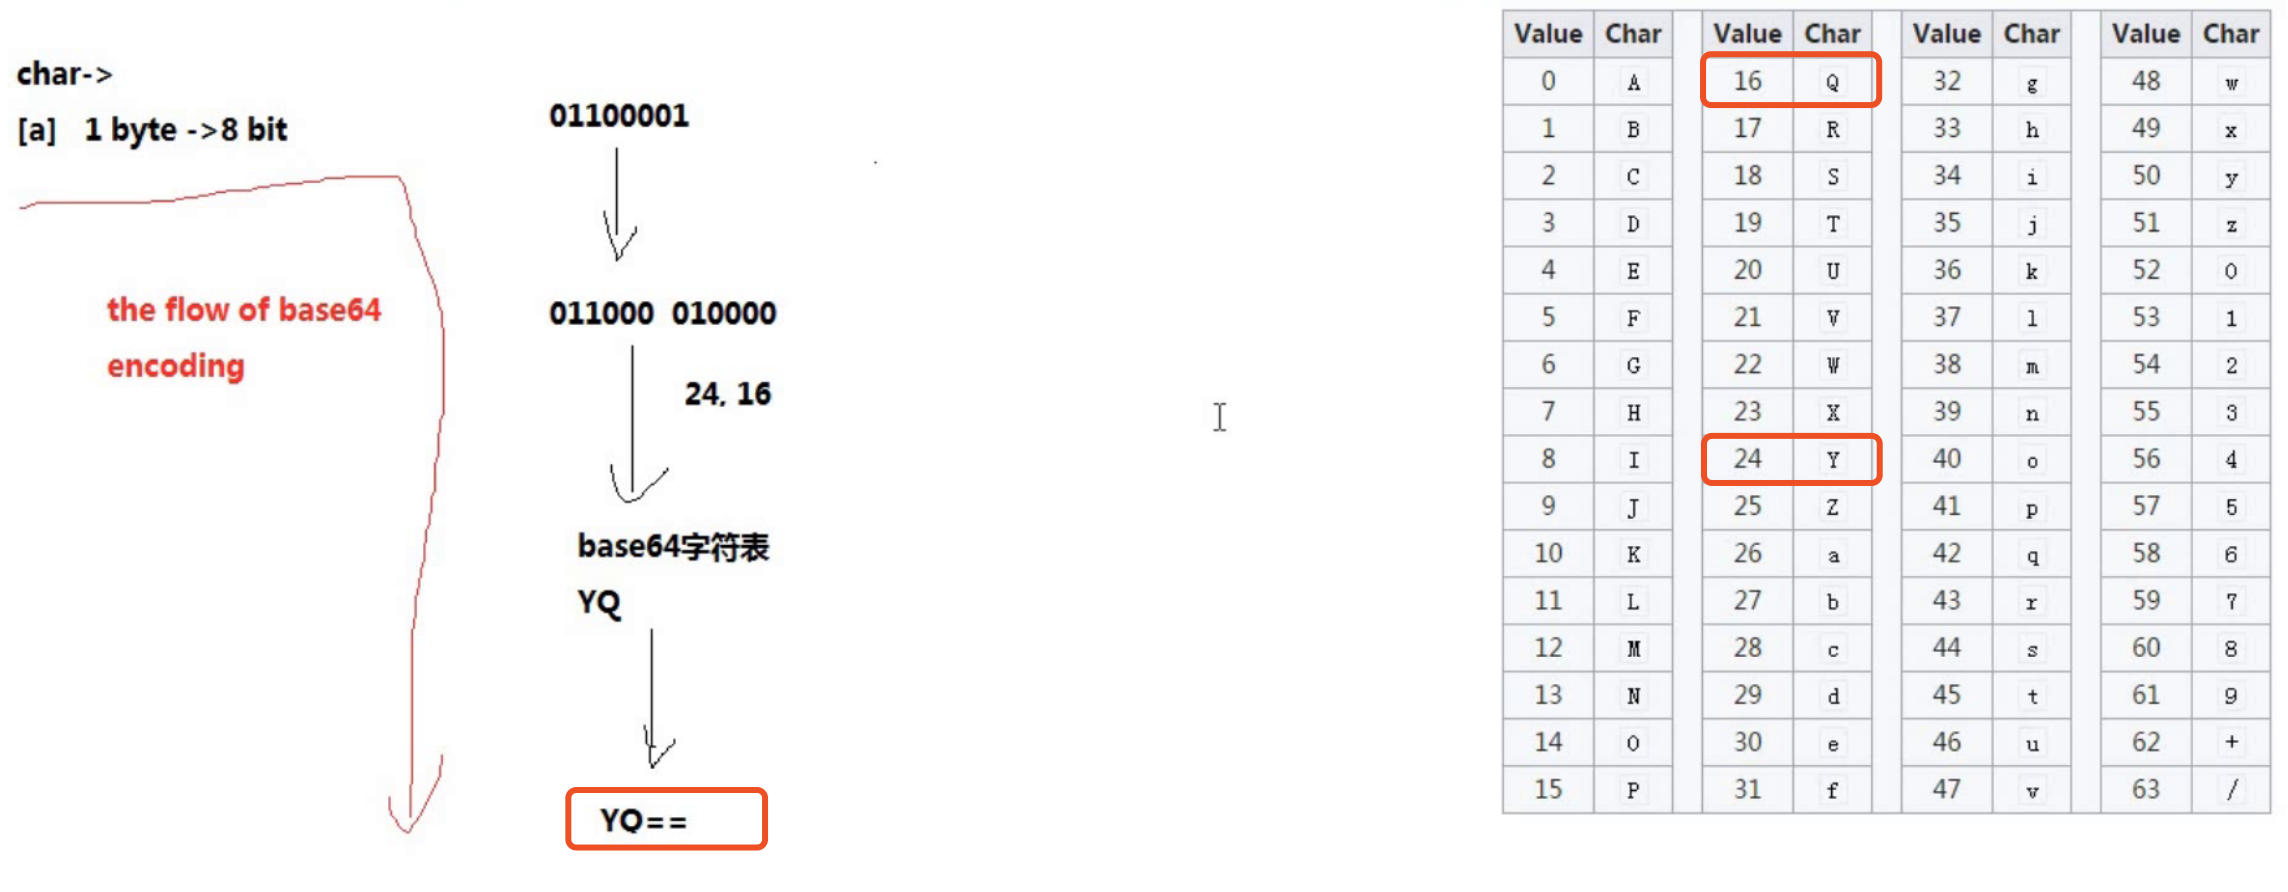 char->
[a] 1 byte ->8 bit
01100001
the flow of base64
encoding
011000 010000
24, 16
base64字符表
YQ
YQ==
Value Char Value Char Value Char Value Char
0 A 16 Q 32 g 48 w
1 B 17 R 33 h 49 x
2 C 18 S 34 i 50 y
3 D 19 T 35 j 51 z
4 E 20 U 36 k 52 0
5 F 21 V 37 l 53 1
6 G 22 W 38 m 54 2
7 H 23 X 39 n 55 3
8 I 24 Y 40 o 56 4
9 J 25 Z 41 p 57 5
10 K 26 a 42 q 58 6
11 L 27 b 43 r 59 7
12 M 28 c 44 s 60 8
13 N 29 d 45 t 61 9
14 O 30 e 46 u 62 +
15 P 31 f 47 v 63 /